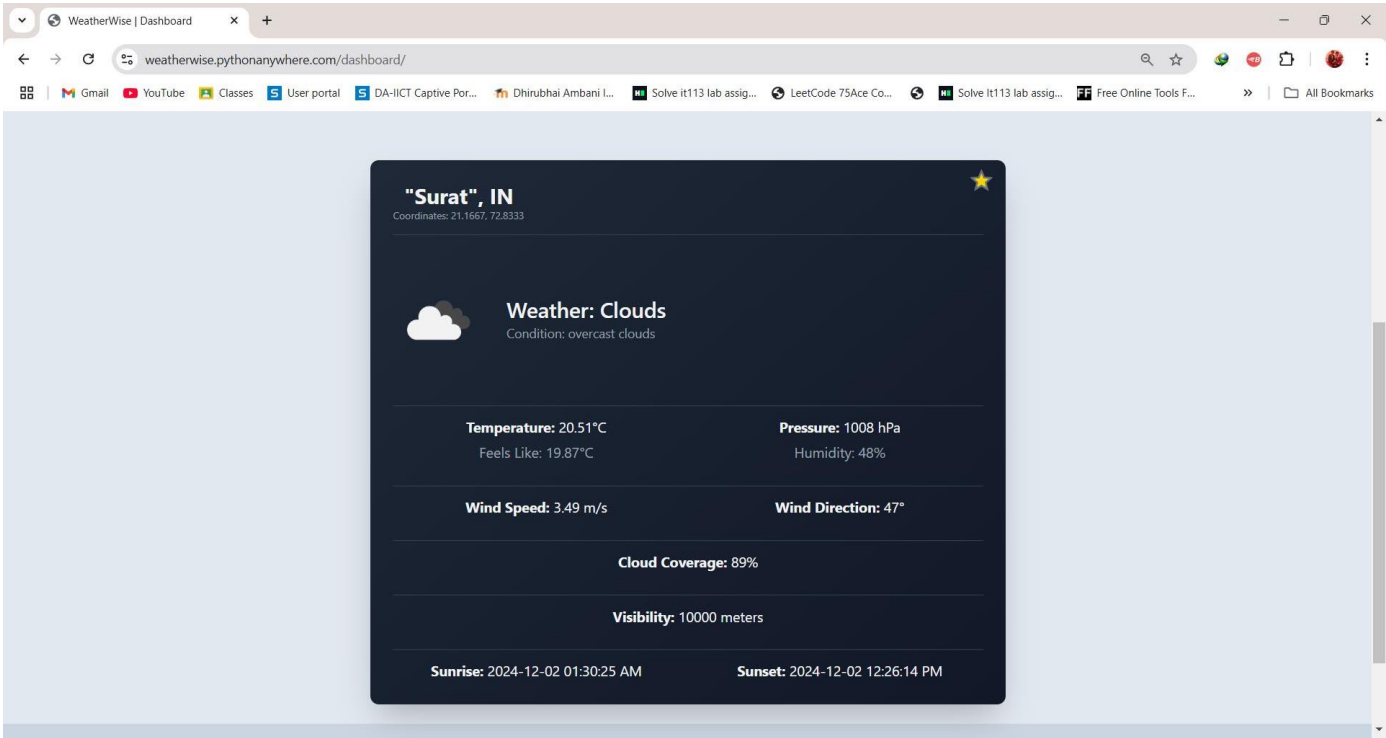 WeatherWise | Dashboard
weatherwise.pythonanywhere.com/dashboard/
Gmail YouTube Classes User portal DA-IICT Captive Por... Dhirubhai Ambani I... Solve it113 lab assig... LeetCode 75Ace Co... Solve It113 lab assig... FF Free Online Tools F... » All Bookmarks
"Surat", IN
Coordinates: 21.1667, 72.8333
Weather: Clouds
Condition: overcast clouds
Temperature: 20.51°C Pressure: 1008 hPa
Feels Like: 19.87°C Humidity: 48%
Wind Speed: 3.49 m/s Wind Direction: 47°
Cloud Coverage: 89%
Visibility: 10000 meters
Sunrise: 2024-12-02 01:30:25 AM Sunset: 2024-12-02 12:26:14 PM